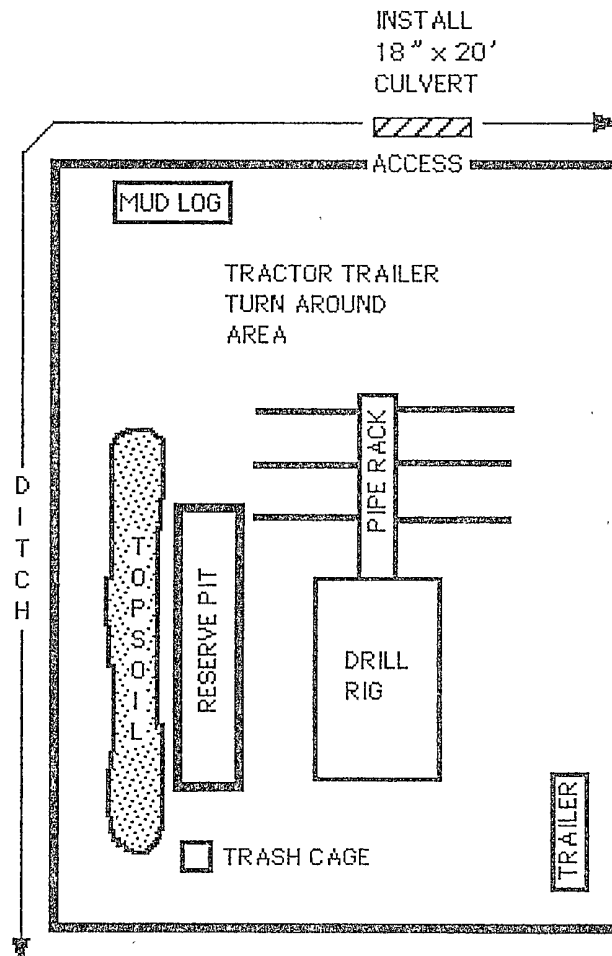 INSTALL
18" x 20'
CULVERT
ACCESS
MUD LOG
TRACTOR TRAILER
TURN AROUND
AREA
PIPE RACK
DITCH
TOPSOIL
RESERVE PIT
DRILL
RIG
TRAILER
TRASH CAGE